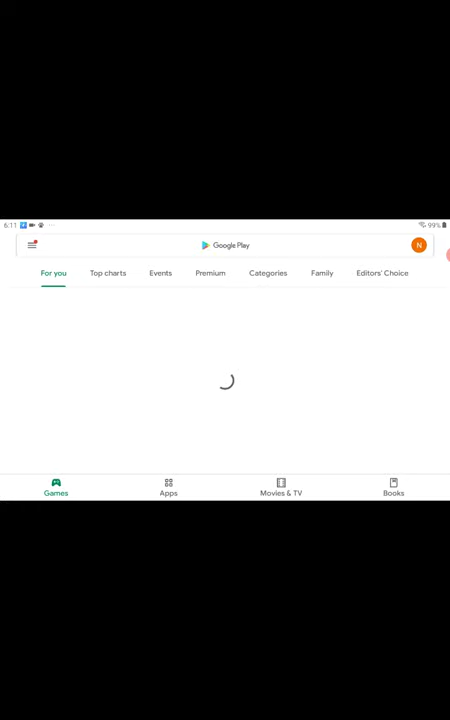 6:11 99%
Google Play N
For you Top charts Events Premium Categories Family Editors' Choice
Games Apps Movies & TV Books